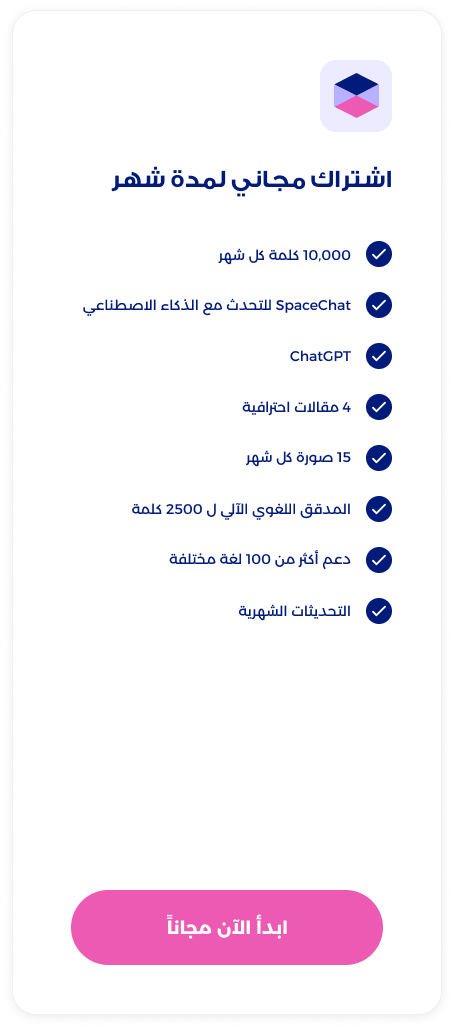 اشتراك مجاني لمدة شهر
10,000 كلمة كل شهر
SpaceChat للتحدث مع الذكاء الاصطناعي
ChatGPT
4 مقالات احترافية
15 صورة كل شهر
المدقق اللغوي الآلي ل 2500 كلمة
دعم أكثر من 100 لغة مختلفة
التحديثات الشهرية
ابدأ الآن مجاناً